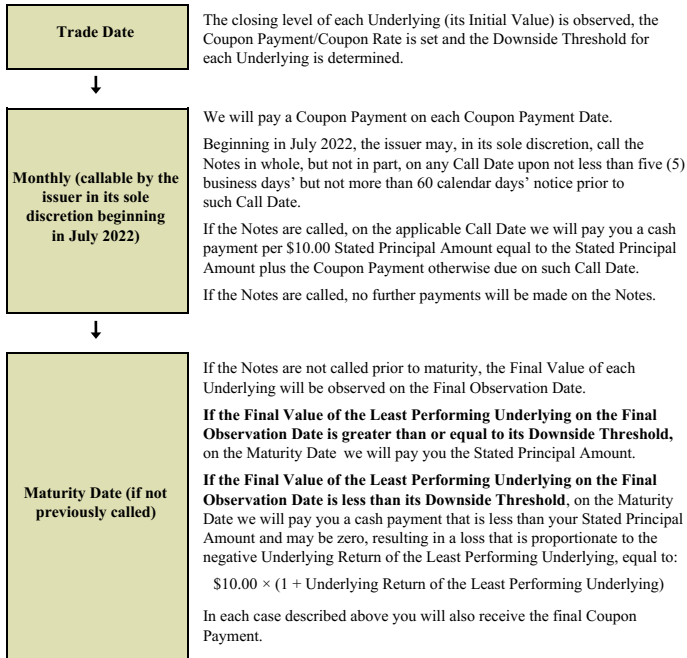 Trade Date
The closing level of each Underlying (its Initial Value) is observed, the
Coupon Payment/Coupon Rate is set and the Downside Threshold for
each Underlying is determined.
Monthly (callable by the
issuer in its sole
discretion beginning
in July 2022)
We will pay a Coupon Payment on each Coupon Payment Date.
Beginning in July 2022, the issuer may, in its sole discretion, call the
Notes in whole, but not in part, on any Call Date upon not less than five (5)
business days’ but not more than 60 calendar days’ notice prior to
such Call Date.
If the Notes are called, on the applicable Call Date we will pay you a cash
payment per $10.00 Stated Principal Amount equal to the Stated Principal
Amount plus the Coupon Payment otherwise due on such Call Date.
If the Notes are called, no further payments will be made on the Notes.
Maturity Date (if not
previously called)
If the Notes are not called prior to maturity, the Final Value of each
Underlying will be observed on the Final Observation Date.
If the Final Value of the Least Performing Underlying on the Final
Observation Date is greater than or equal to its Downside Threshold,
on the Maturity Date we will pay you the Stated Principal Amount.
If the Final Value of the Least Performing Underlying on the Final
Observation Date is less than its Downside Threshold, on the Maturity
Date we will pay you a cash payment that is less than your Stated Principal
Amount and may be zero, resulting in a loss that is proportionate to the
negative Underlying Return of the Least Performing Underlying, equal to:
$10.00 × (1 + Underlying Return of the Least Performing Underlying)
In each case described above you will also receive the final Coupon
Payment.